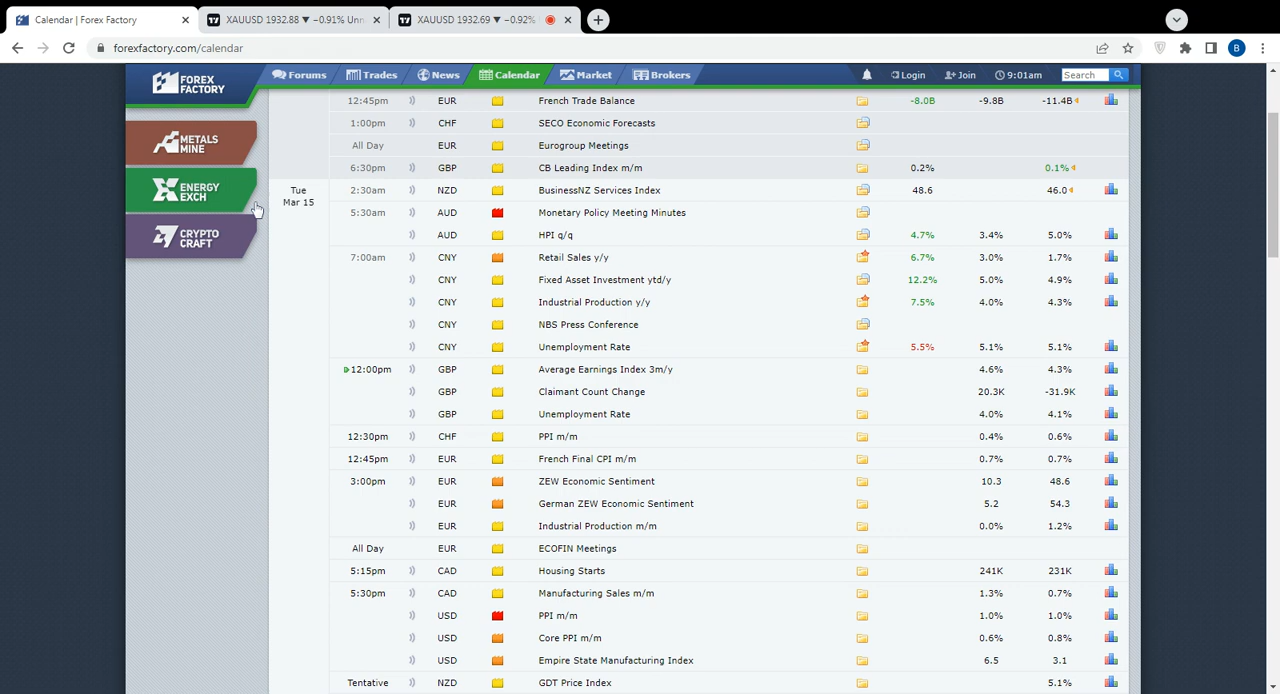 Calendar | Forex Factory
XAUUSD 1932.88 ▼ −0.91% Unn
XAUUSD 1932.69 ▼ −0.92%
forexfactory.com/calendar
B
FOREX FACTORY
Forums
Trades
News
Calendar
Market
Brokers
Login
Join
9:01am
Search
METALS MINE
ENERGY EXCH
CRYPTO CRAFT
12:45pm EUR French Trade Balance -8.0B -9.8B -11.4B
1:00pm CHF SECO Economic Forecasts
All Day EUR Eurogroup Meetings
6:30pm GBP CB Leading Index m/m 0.2% 0.1%
Tue Mar 15
2:30am NZD BusinessNZ Services Index 48.6 46.0
5:30am AUD Monetary Policy Meeting Minutes
AUD HPI q/q 4.7% 3.4% 5.0%
7:00am CNY Retail Sales y/y 6.7% 3.0% 1.7%
CNY Fixed Asset Investment ytd/y 12.2% 5.0% 4.9%
CNY Industrial Production y/y 7.5% 4.0% 4.3%
CNY NBS Press Conference
CNY Unemployment Rate 5.5% 5.1% 5.1%
12:00pm GBP Average Earnings Index 3m/y 4.6% 4.3%
GBP Claimant Count Change 20.3K -31.9K
GBP Unemployment Rate 4.0% 4.1%
12:30pm CHF PPI m/m 0.4% 0.6%
12:45pm EUR French Final CPI m/m 0.7% 0.7%
3:00pm EUR ZEW Economic Sentiment 10.3 48.6
EUR German ZEW Economic Sentiment 5.2 54.3
EUR Industrial Production m/m 0.0% 1.2%
All Day EUR ECOFIN Meetings
5:15pm CAD Housing Starts 241K 231K
5:30pm CAD Manufacturing Sales m/m 1.3% 0.7%
USD PPI m/m 1.0% 1.0%
USD Core PPI m/m 0.6% 0.8%
USD Empire State Manufacturing Index 6.5 3.1
Tentative NZD GDT Price Index 5.1%